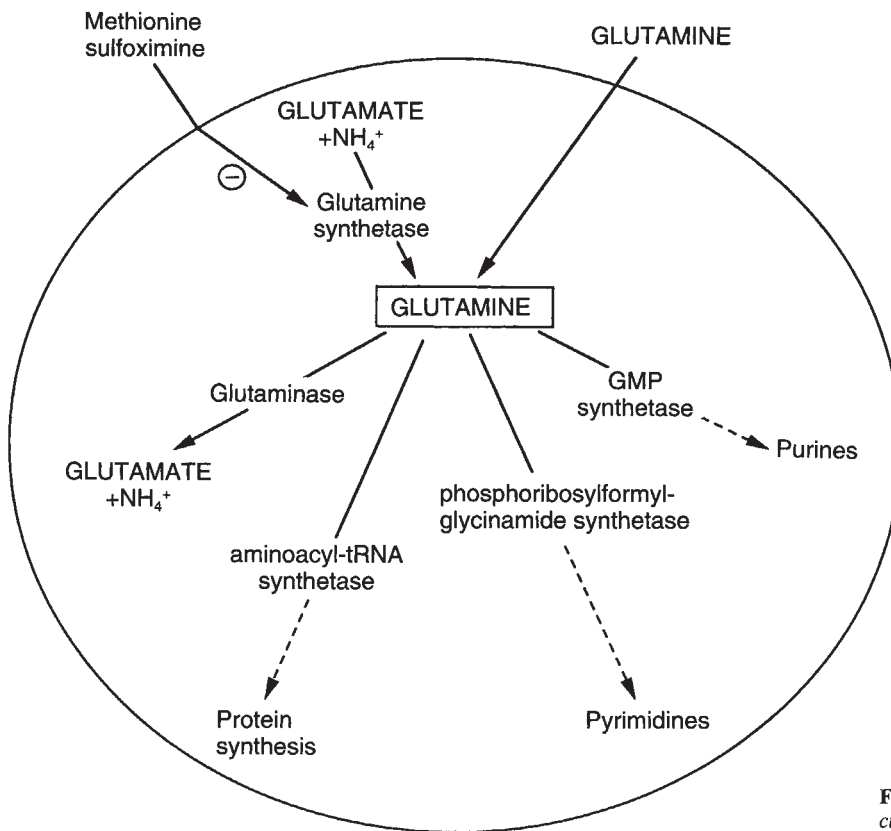 Methionine
sulfoximine
GLUTAMINE
GLUTAMATE
+NH₄⁺
Glutamine
synthetase
GLUTAMINE
Glutaminase
GMP
synthetase
Purines
GLUTAMATE
+NH₄⁺
phosphoribosylformyl-
glycinamide synthetase
aminoacyl-tRNA
synthetase
Protein
synthesis
Pyrimidines